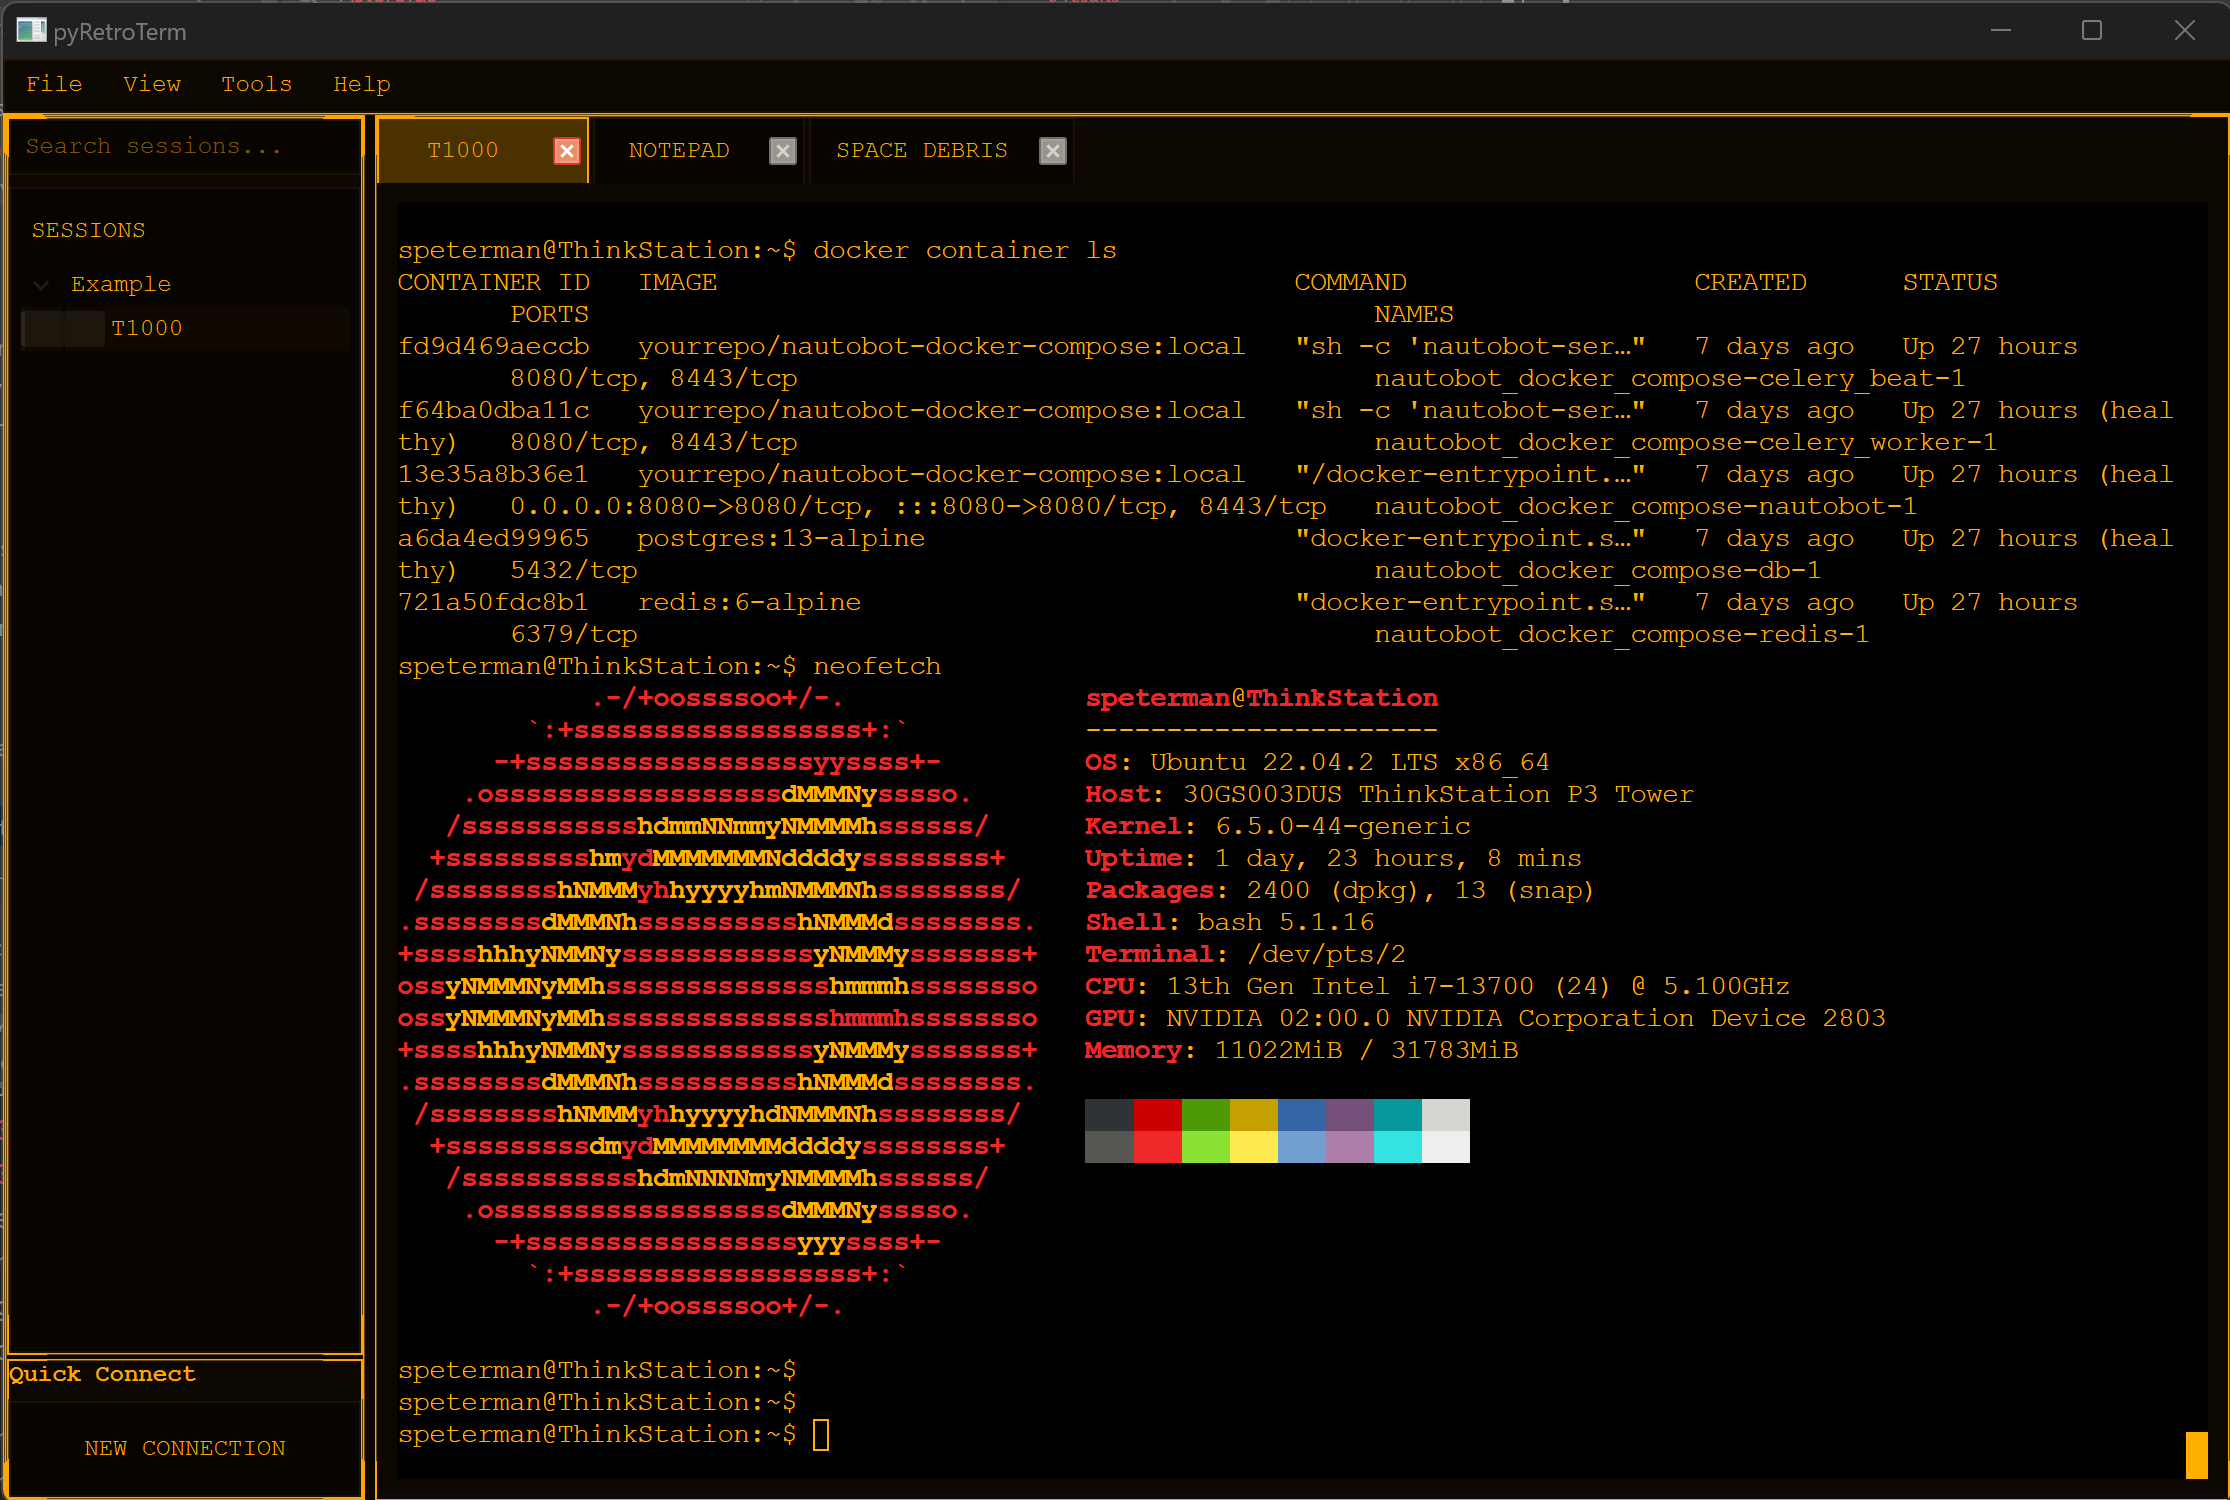 pyRetroTerm
File View Tools Help
Search sessions...
T1000 NOTEPAD SPACE DEBRIS
SESSIONS
Example
T1000
speterman@ThinkStation:~$ docker container ls
CONTAINER ID   IMAGE                                    COMMAND                  CREATED      STATUS
       PORTS                                                 NAMES
fd9d469aeccb   yourrepo/nautobot-docker-compose:local   "sh -c 'nautobot-ser…"   7 days ago   Up 27 hours
       8080/tcp, 8443/tcp                                    nautobot_docker_compose-celery_beat-1
f64ba0dba11c   yourrepo/nautobot-docker-compose:local   "sh -c 'nautobot-ser…"   7 days ago   Up 27 hours (heal
thy)   8080/tcp, 8443/tcp                                    nautobot_docker_compose-celery_worker-1
13e35a8b36e1   yourrepo/nautobot-docker-compose:local   "/docker-entrypoint.…"   7 days ago   Up 27 hours (heal
thy)   0.0.0.0:8080->8080/tcp, :::8080->8080/tcp, 8443/tcp   nautobot_docker_compose-nautobot-1
a6da4ed99965   postgres:13-alpine                       "docker-entrypoint.s…"   7 days ago   Up 27 hours (heal
thy)   5432/tcp                                              nautobot_docker_compose-db-1
721a50fdc8b1   redis:6-alpine                           "docker-entrypoint.s…"   7 days ago   Up 27 hours
       6379/tcp                                              nautobot_docker_compose-redis-1
speterman@ThinkStation:~$ neofetch
            .-/+oossssoo+/-.               speterman@ThinkStation
        `:+ssssssssssssssssss+:`           ----------------------
      -+ssssssssssssssssssyyssss+-         OS: Ubuntu 22.04.2 LTS x86_64
    .ossssssssssssssssssdMMMNysssso.       Host: 30GS003DUS ThinkStation P3 Tower
   /ssssssssssshdmmNNmmyNMMMMhssssss/      Kernel: 6.5.0-44-generic
  +ssssssssshmydMMMMMMMNddddyssssssss+     Uptime: 1 day, 23 hours, 8 mins
 /sssssssshNMMMyhhyyyyhmNMMMNhssssssss/    Packages: 2400 (dpkg), 13 (snap)
.ssssssssdMMMNhsssssssssshNMMMdssssssss.   Shell: bash 5.1.16
+sssshhhyNMMNyssssssssssssyNMMMysssssss+   Terminal: /dev/pts/2
ossyNMMMNyMMhsssssssssssssshmmmhssssssso   CPU: 13th Gen Intel i7-13700 (24) @ 5.100GHz
ossyNMMMNyMMhsssssssssssssshmmmhssssssso   GPU: NVIDIA 02:00.0 NVIDIA Corporation Device 2803
+sssshhhyNMMNyssssssssssssyNMMMysssssss+   Memory: 11022MiB / 31783MiB
.ssssssssdMMMNhsssssssssshNMMMdssssssss.
 /sssssssshNMMMyhhyyyyhdNMMMNhssssssss/
  +sssssssssdmydMMMMMMMMddddyssssssss+
   /ssssssssssshdmNNNNmyNMMMMhssssss/
    .ossssssssssssssssssdMMMNysssso.
      -+sssssssssssssssssyyyssss+-
        `:+ssssssssssssssssss+:`
            .-/+oossssoo+/-.
speterman@ThinkStation:~$
speterman@ThinkStation:~$
speterman@ThinkStation:~$
Quick Connect
NEW CONNECTION